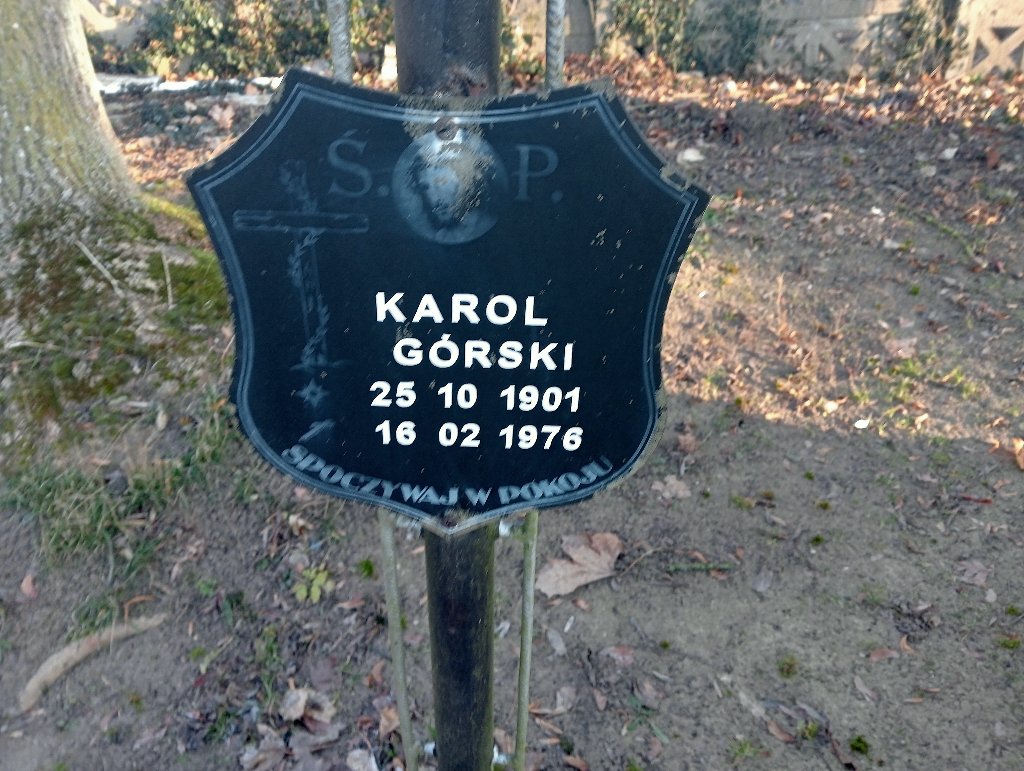 Ś. P.
KAROL
GÓRSKI
25 10 1901
16 02 1976
SPOCZYWAJ W POKOJU